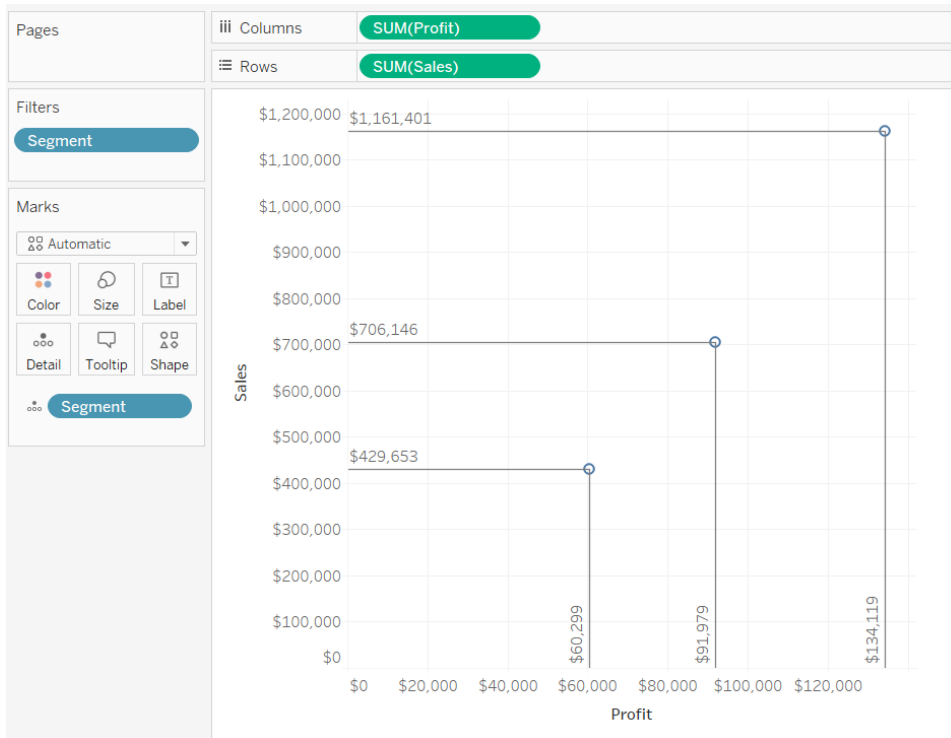 Pages
Columns SUM(Profit)
Rows SUM(Sales)
Filters
Segment
Marks
Automatic
Color Size Label
Detail Tooltip Shape
Segment
Sales
$1,200,000
$1,100,000
$1,000,000
$900,000
$800,000
$700,000
$600,000
$500,000
$400,000
$300,000
$200,000
$100,000
$0
$1,161,401
$706,146
$429,653
$60,299
$91,979
$134,119
$0 $20,000 $40,000 $60,000 $80,000 $100,000 $120,000
Profit